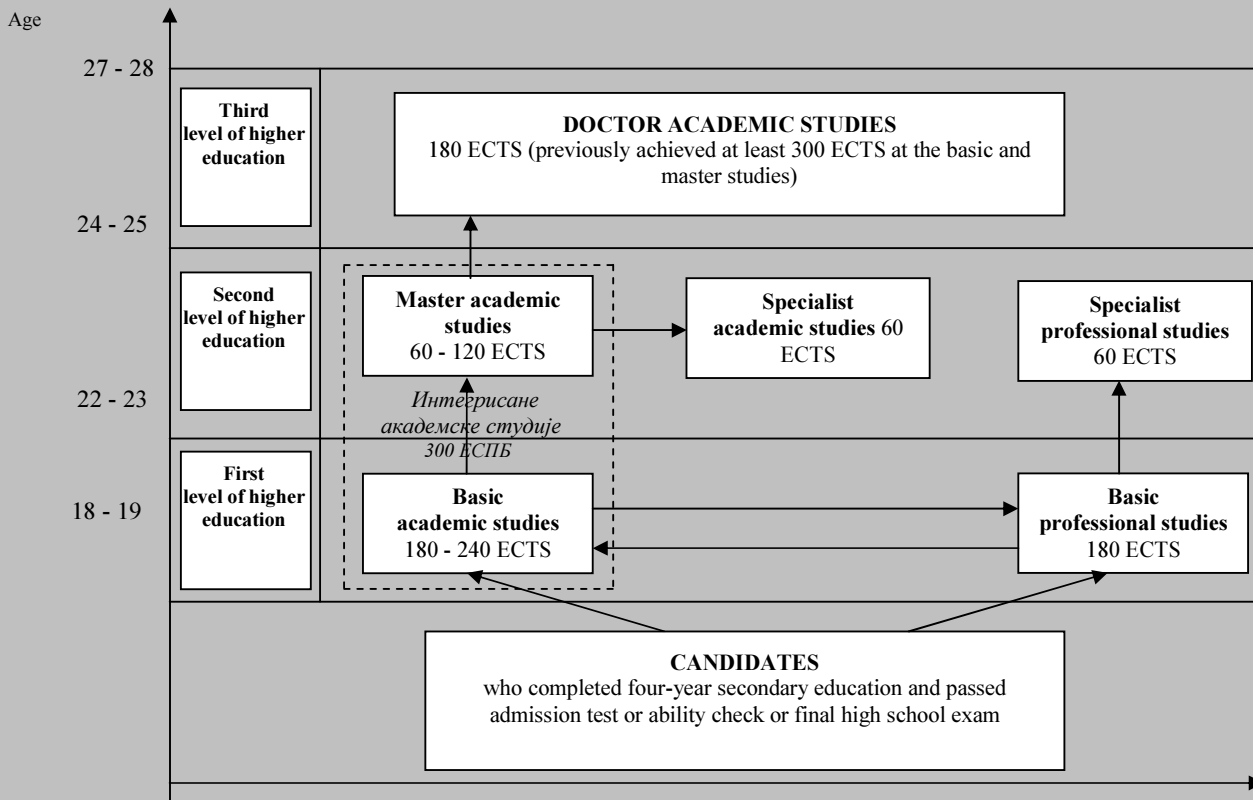 Age
27 - 28
Third
level of higher
education
DOCTOR ACADEMIC STUDIES
180 ECTS (previously achieved at least 300 ECTS at the basic and
master studies)
24 - 25
Second
level of higher
education
Master academic
studies
60 - 120 ECTS
Specialist
academic studies 60
ECTS
Specialist
professional studies
60 ECTS
22 - 23
Интегрисане
академске студије
300 ЕСПБ
First
level of higher
education
18 - 19
Basic
academic studies
180 - 240 ECTS
Basic
professional studies
180 ECTS
CANDIDATES
who completed four-year secondary education and passed
admission test or ability check or final high school exam